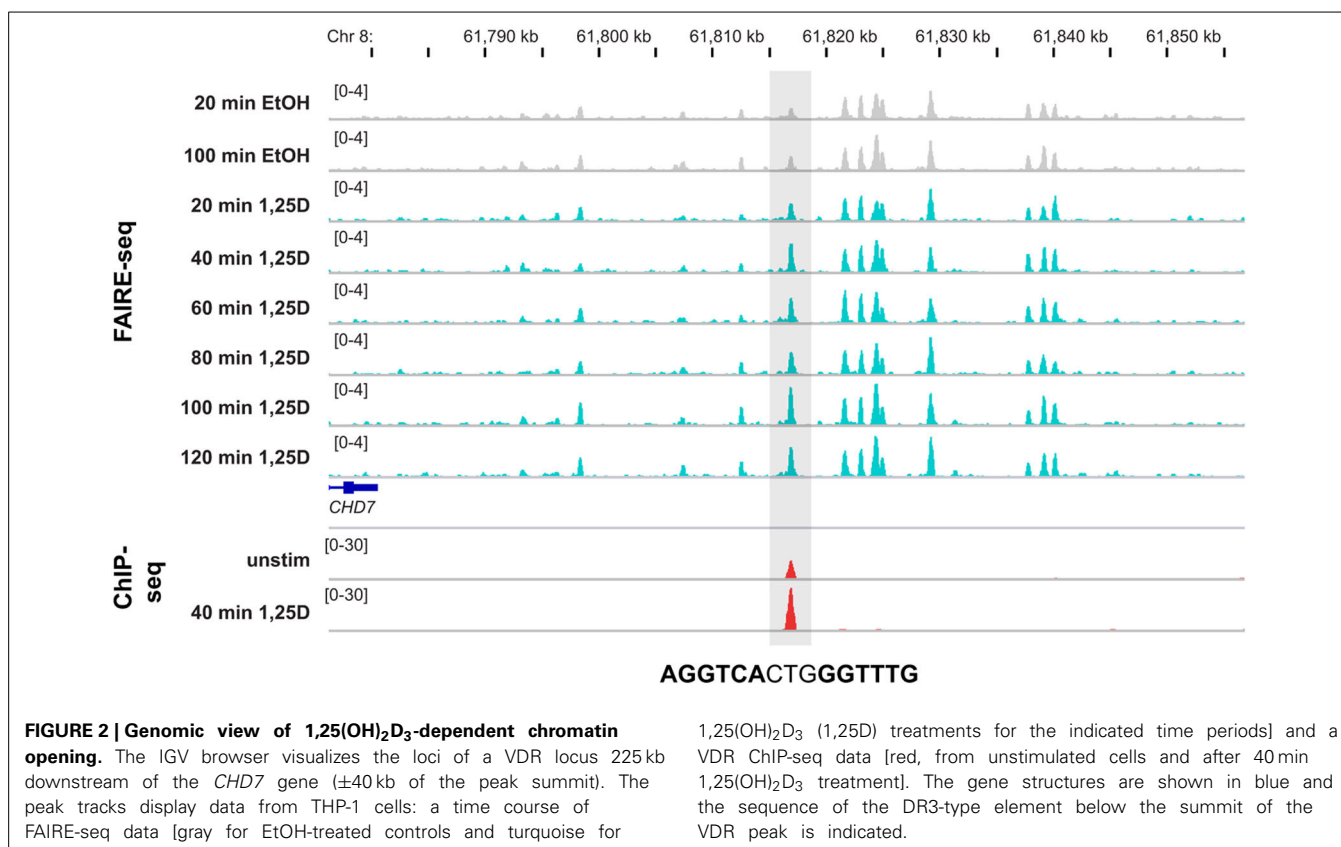 Chr 8: 61,790 kb 61,800 kb 61,810 kb 61,820 kb 61,830 kb 61,840 kb 61,850 kb
FAIRE-seq
20 min EtOH [0-4]
100 min EtOH [0-4]
20 min 1,25D [0-4]
40 min 1,25D [0-4]
60 min 1,25D [0-4]
80 min 1,25D [0-4]
100 min 1,25D [0-4]
120 min 1,25D [0-4]
CHD7
ChIP-
seq
unstim [0-30]
40 min 1,25D [0-30]
AGGTCACTGGGGTTTG
FIGURE 2 | Genomic view of 1,25(OH)₂D₃-dependent chromatin
opening. The IGV browser visualizes the loci of a VDR locus 225 kb
downstream of the CHD7 gene (±40 kb of the peak summit). The
peak tracks display data from THP-1 cells: a time course of
FAIRE-seq data [gray for EtOH-treated controls and turquoise for
1,25(OH)₂D₃ (1,25D) treatments for the indicated time periods] and a
VDR ChIP-seq data [red, from unstimulated cells and after 40 min
1,25(OH)₂D₃ treatment]. The gene structures are shown in blue and
the sequence of the DR3-type element below the summit of the
VDR peak is indicated.